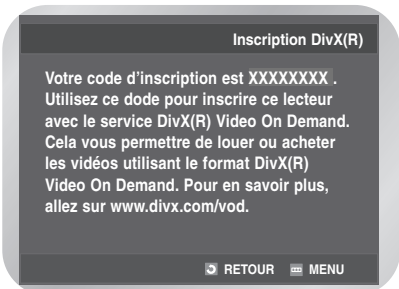 Inscription DivX(R)
Votre code d'inscription est XXXXXXXX .
Utilisez ce dode pour inscrire ce lecteur
avec le service DivX(R) Video On Demand.
Cela vous permettre de louer ou acheter
les vidéos utilisant le format DivX(R)
Video On Demand. Pour en savoir plus,
allez sur www.divx.com/vod.
RETOUR MENU